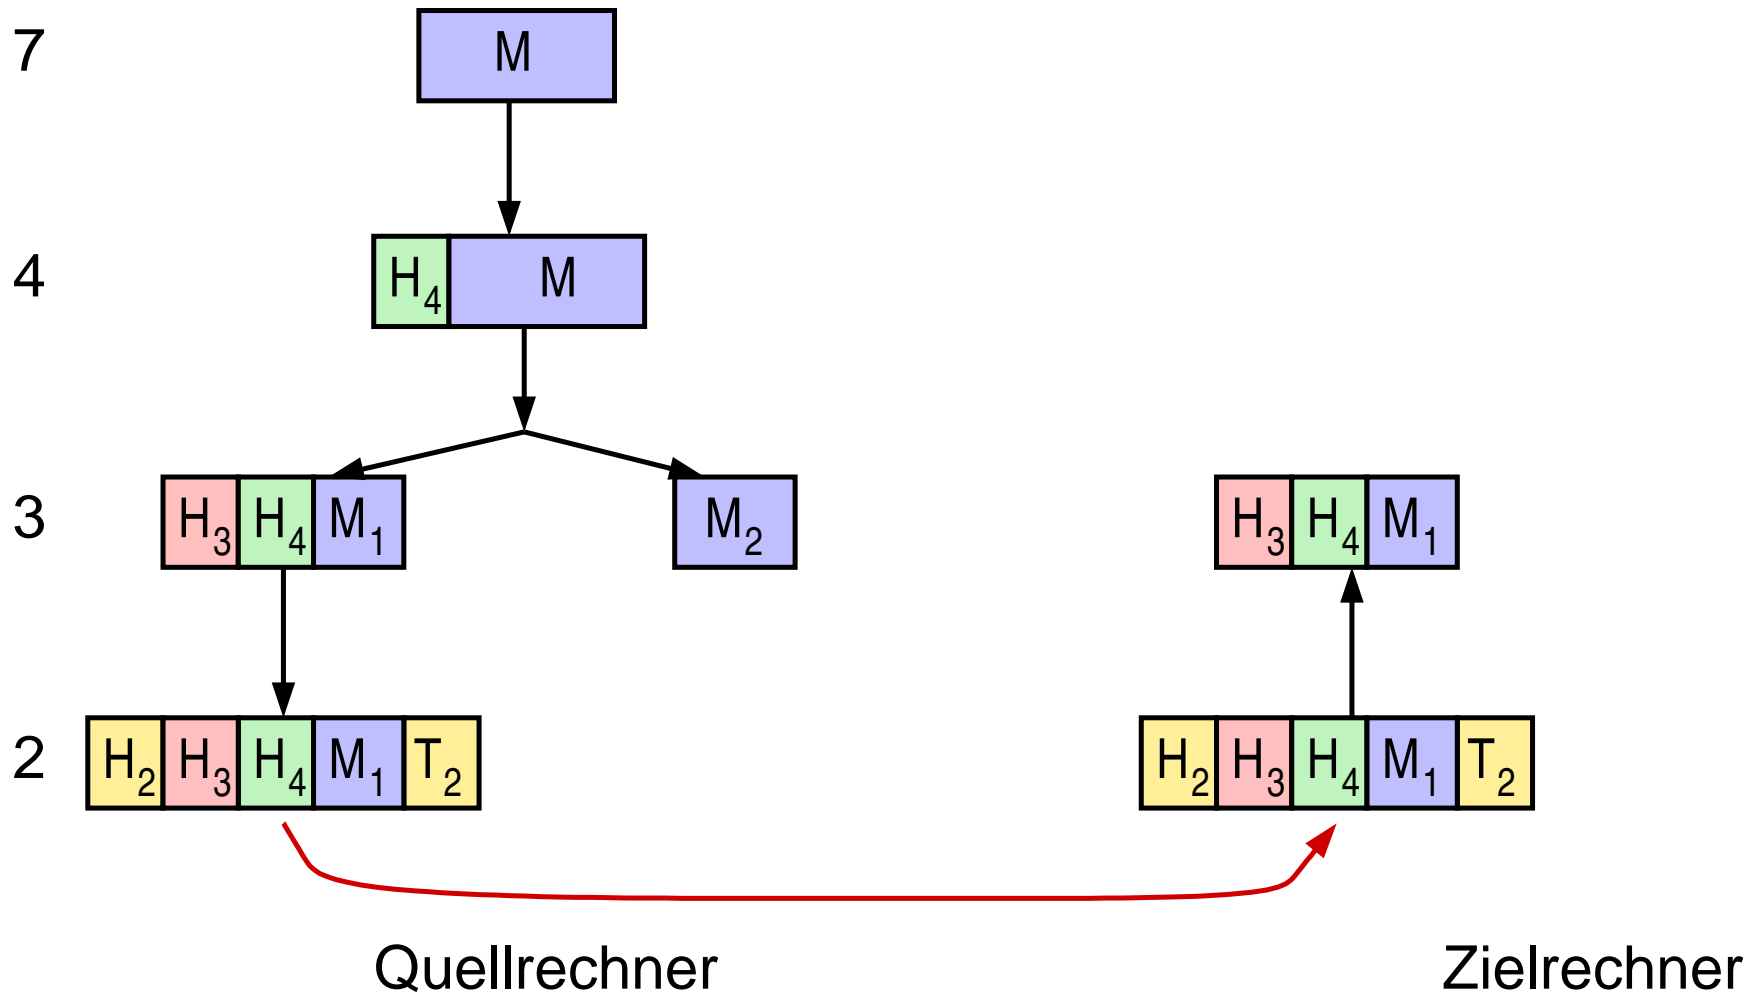 7 M
4 H4 M
3 H3 H4 M1 M2 H3 H4 M1
2 H2 H3 H4 M1 T2 H2 H3 H4 M1 T2
Quellrechner Zielrechner